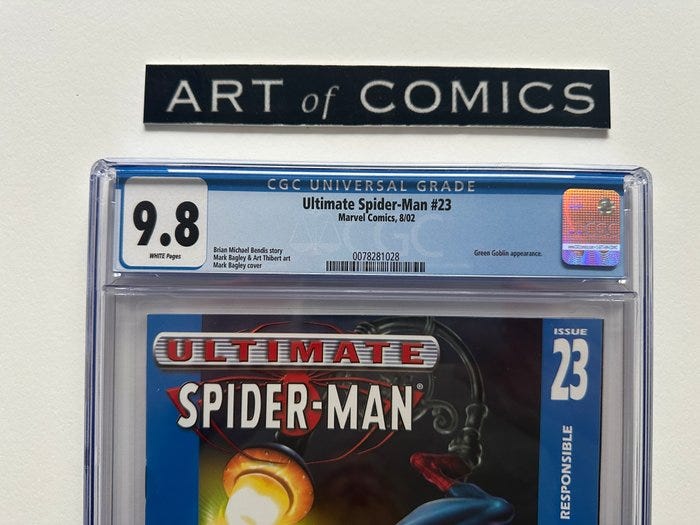 ART of COMICS
CGC UNIVERSAL GRADE
9.8
WHITE Pages
Ultimate Spider-Man #23
Marvel Comics, 8/02
Brian Michael Bendis story
Mark Bagley & Art Thibert art
Mark Bagley cover
0078281028
Green Goblin appearance.
CGC
ULTIMATE
SPIDER-MAN®
ISSUE
23
RESPONSIBLE